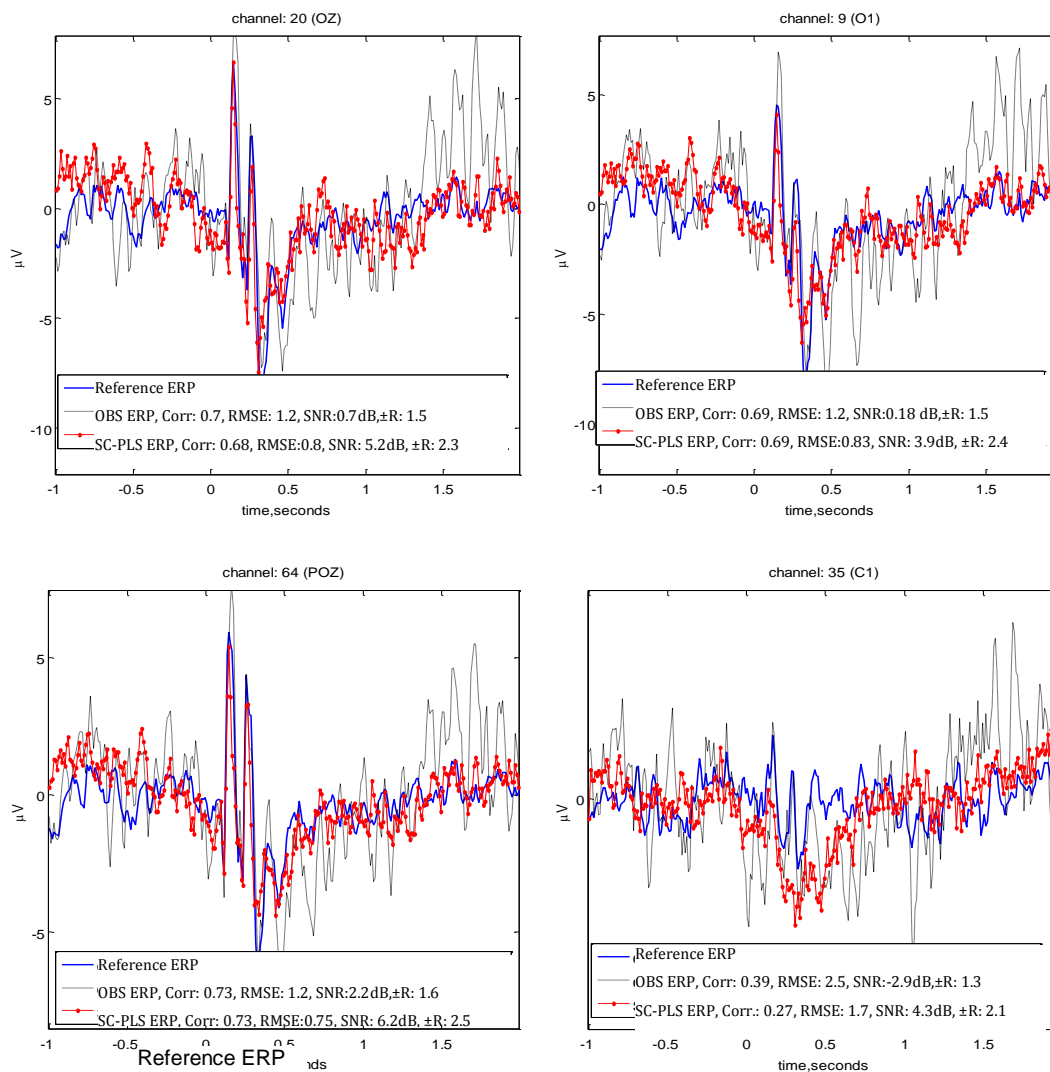 channel: 20 (OZ)
5
0
-5
-10
μV
Reference ERP
OBS ERP, Corr: 0.7, RMSE: 1.2, SNR:0.7dB,±R: 1.5
SC-PLS ERP, Corr: 0.68, RMSE:0.8, SNR: 5.2dB, ±R: 2.3
-1 -0.5 0 0.5 1 1.5
time,seconds
channel: 9 (O1)
5
0
-5
-10
μV
Reference ERP
OBS ERP, Corr: 0.69, RMSE: 1.2, SNR:0.18 dB,±R: 1.5
SC-PLS ERP, Corr: 0.69, RMSE:0.83, SNR: 3.9dB, ±R: 2.4
-1 -0.5 0 0.5 1 1.5
time,seconds
channel: 64 (POZ)
5
0
-5
μV
Reference ERP
OBS ERP, Corr: 0.73, RMSE: 1.2, SNR:2.2dB,±R: 1.6
SC-PLS ERP, Corr: 0.73, RMSE:0.75, SNR: 6.2dB, ±R: 2.5
-1 -0.5 0 0.5 1 1.5
Reference ERP
channel: 35 (C1)
0
μV
Reference ERP
OBS ERP, Corr: 0.39, RMSE: 2.5, SNR:-2.9dB,±R: 1.3
SC-PLS ERP, Corr.: 0.27, RMSE: 1.7, SNR: 4.3dB, ±R: 2.1
-1 -0.5 0 0.5 1 1.5
time,seconds